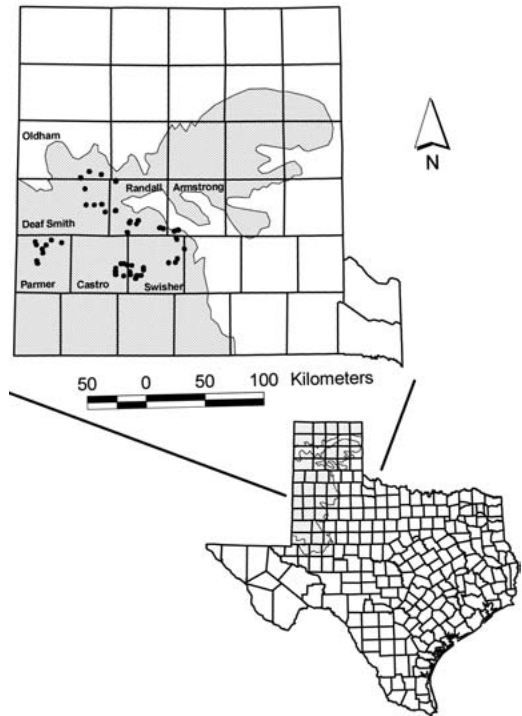 Oldham
N
Randall Armstrong
Deaf Smith
Parmer Castro Swisher
50 0 50 100 Kilometers